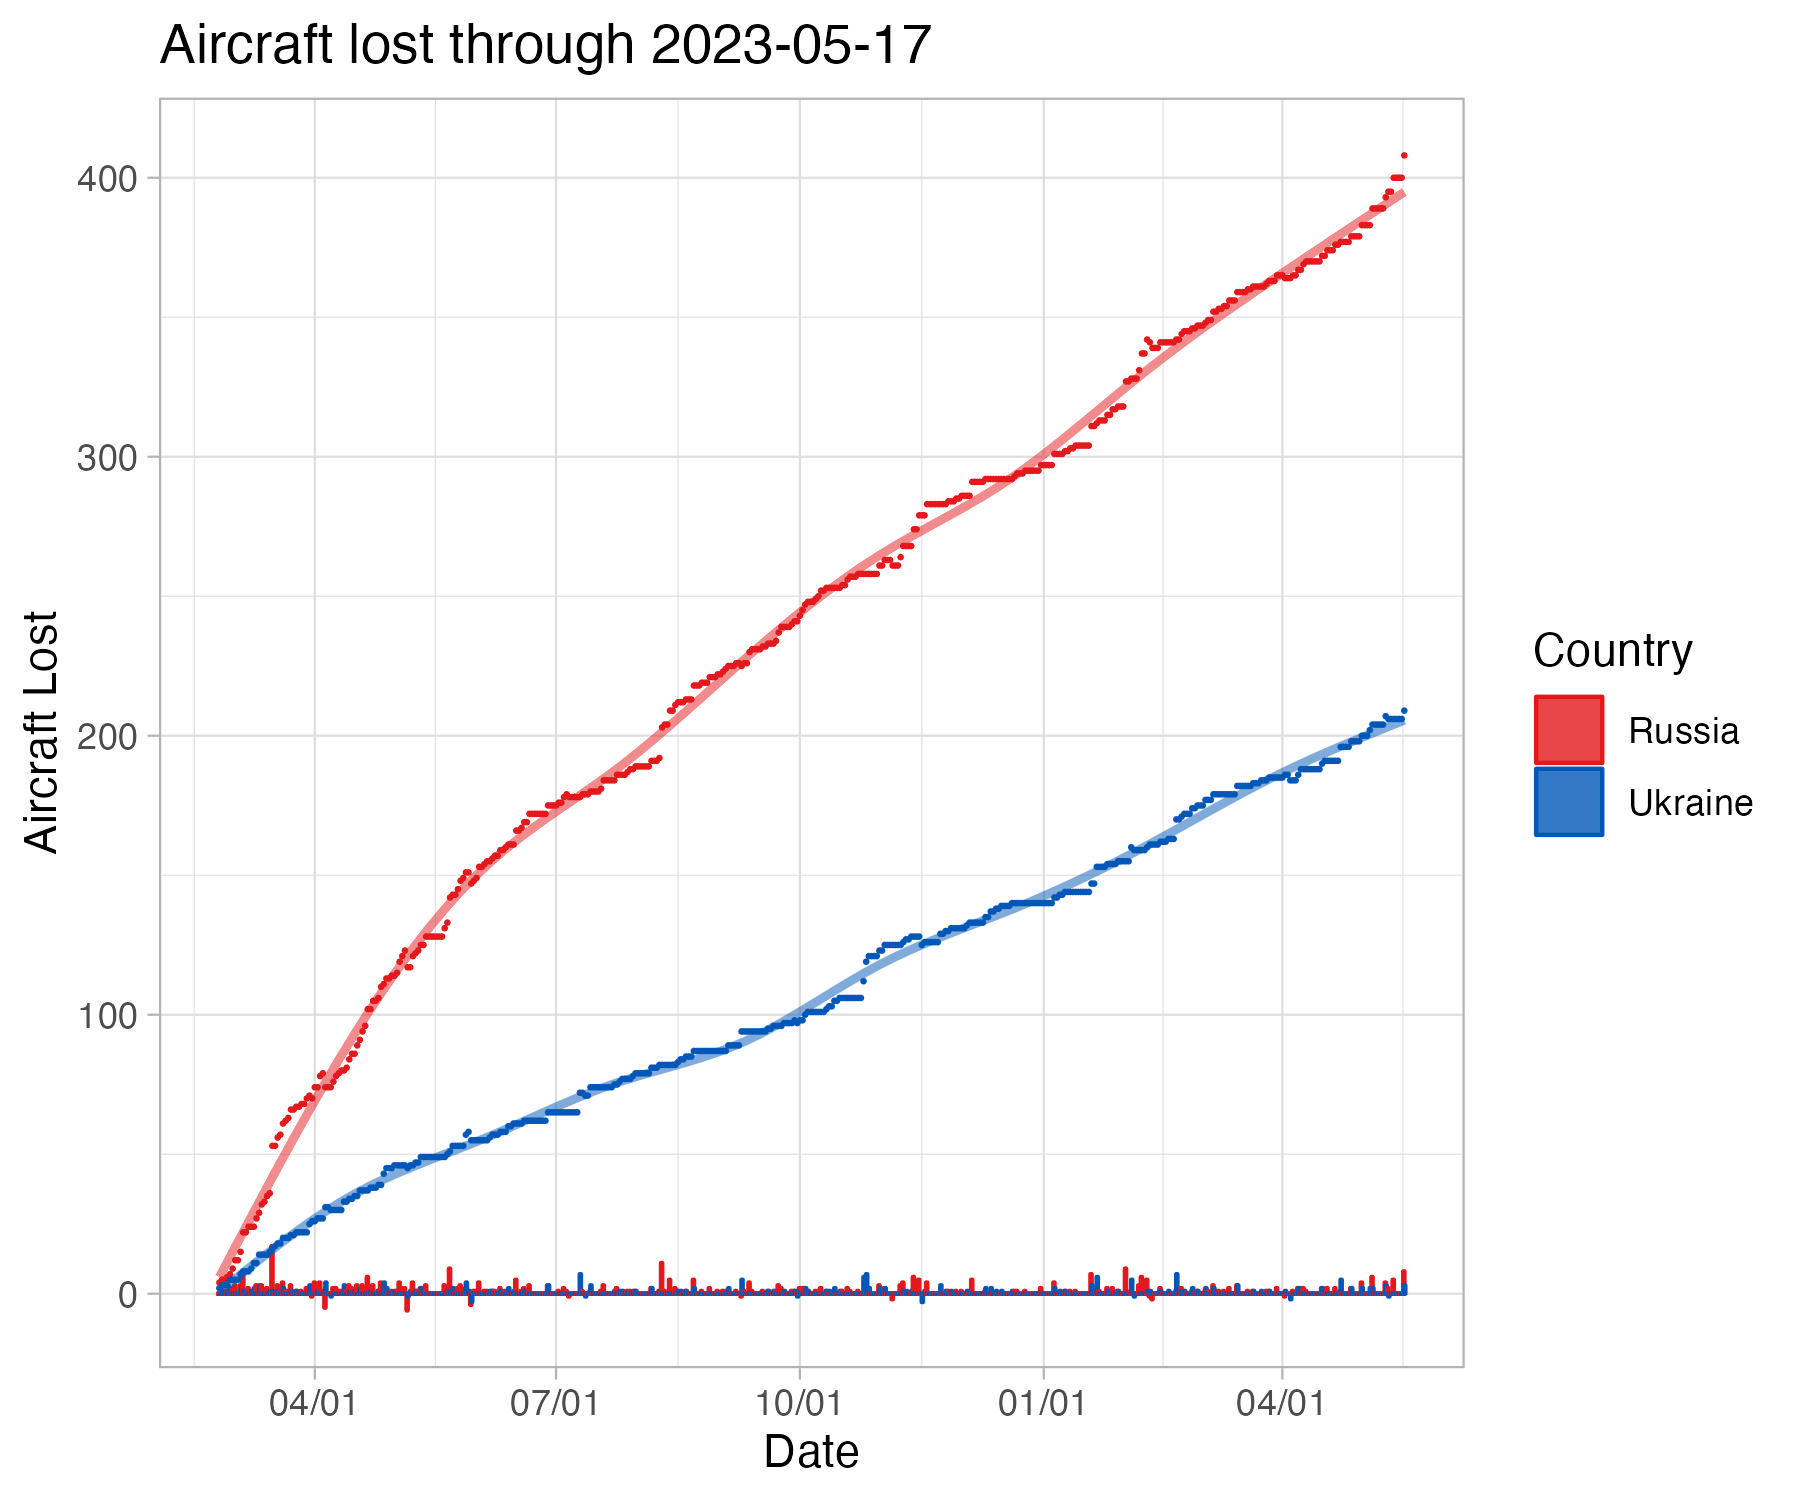 Aircraft lost through 2023-05-17
Aircraft Lost
400
300
200
100
0
04/01 07/01 10/01 01/01 04/01
Date
Country
Russia
Ukraine